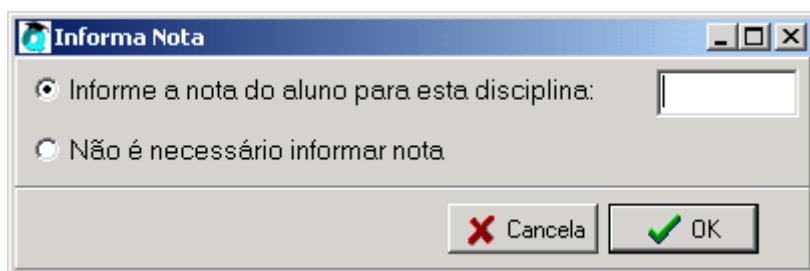 Informa Nota
Informe a nota do aluno para esta disciplina:
Não é necessário informar nota
Cancela OK